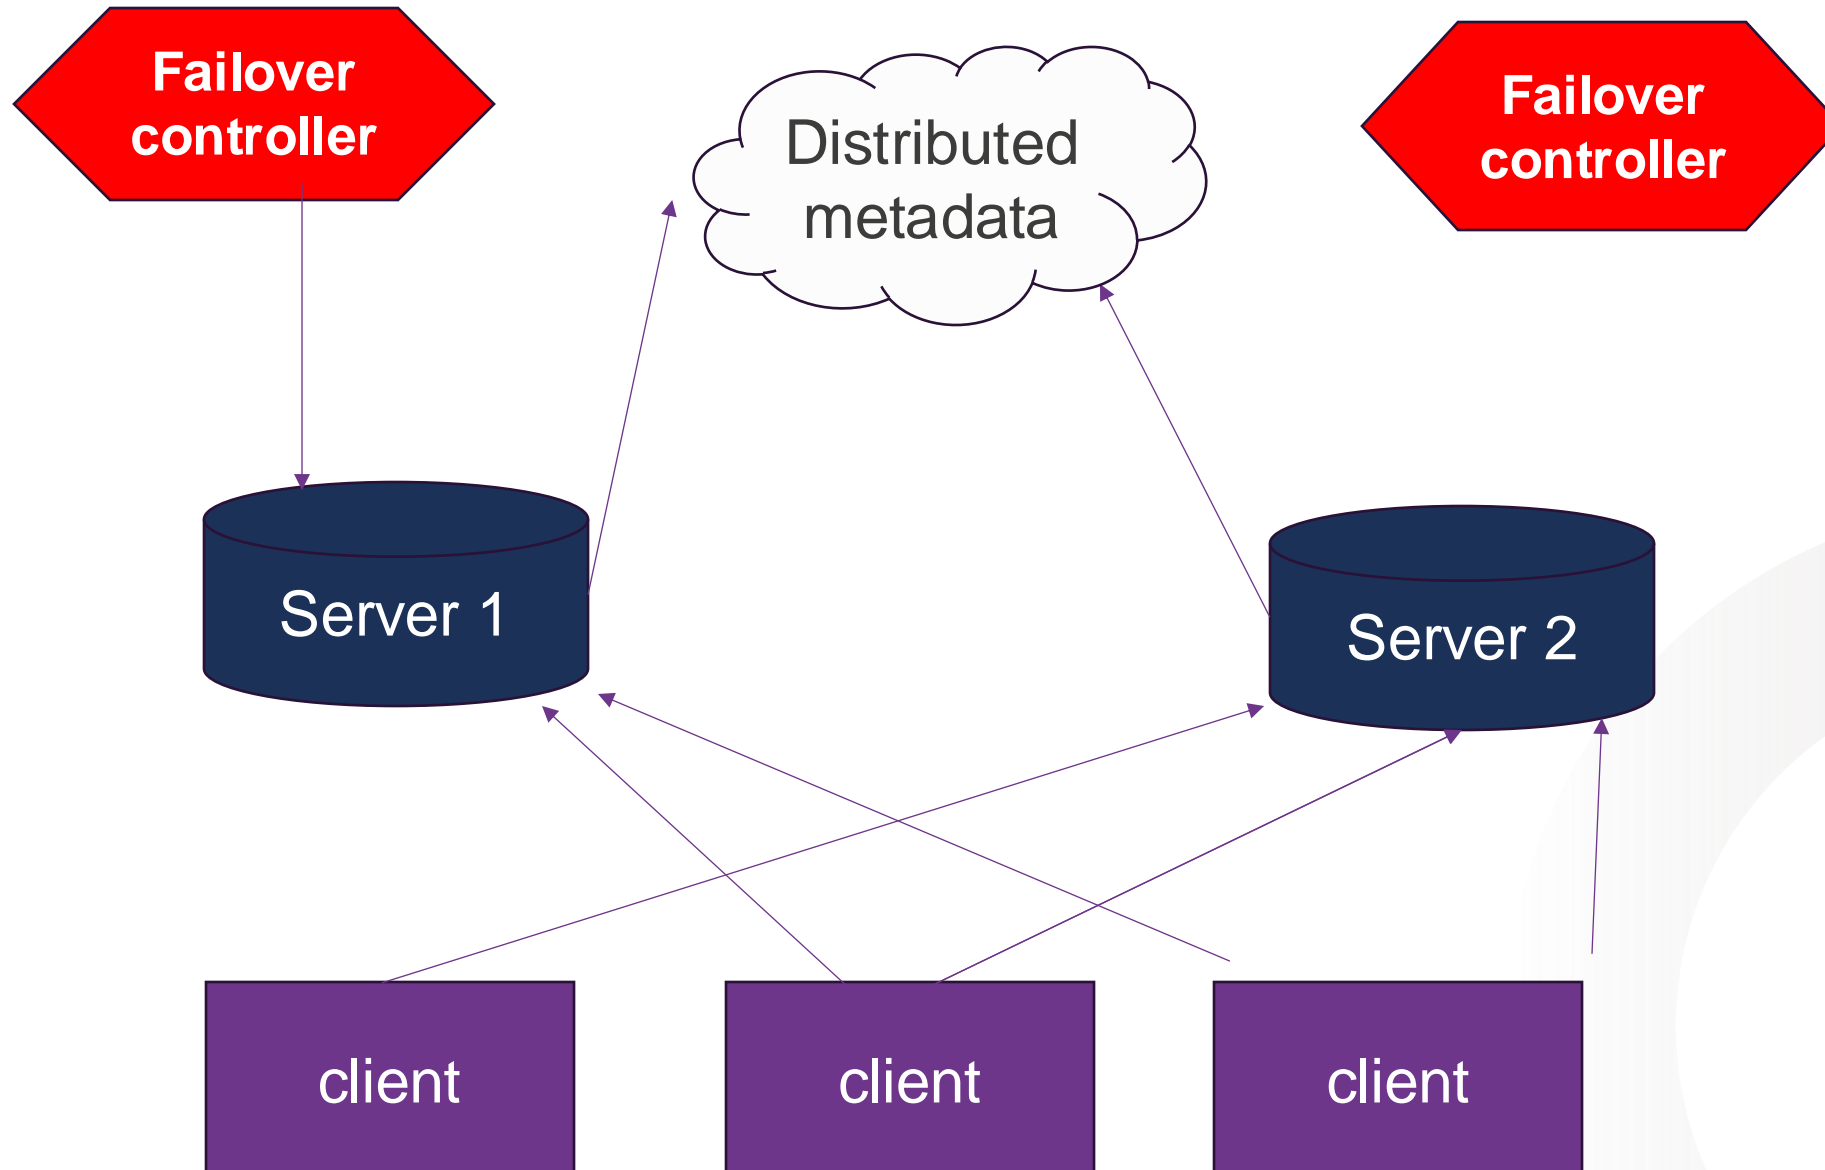 Failover
controller
Distributed
metadata
Failover
controller
Server 1
Server 2
client
client
client